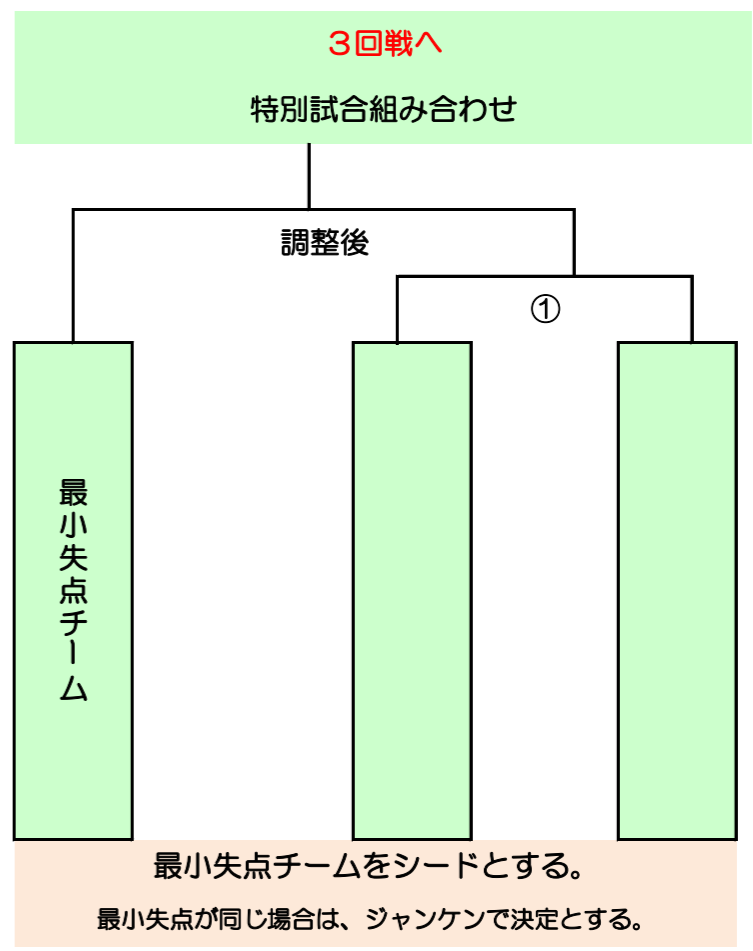 ３回戦へ
特別試合組み合わせ
調整後
①
最小失点チーム
最小失点チームをシードとする。
最小失点が同じ場合は、ジャンケンで決定とする。